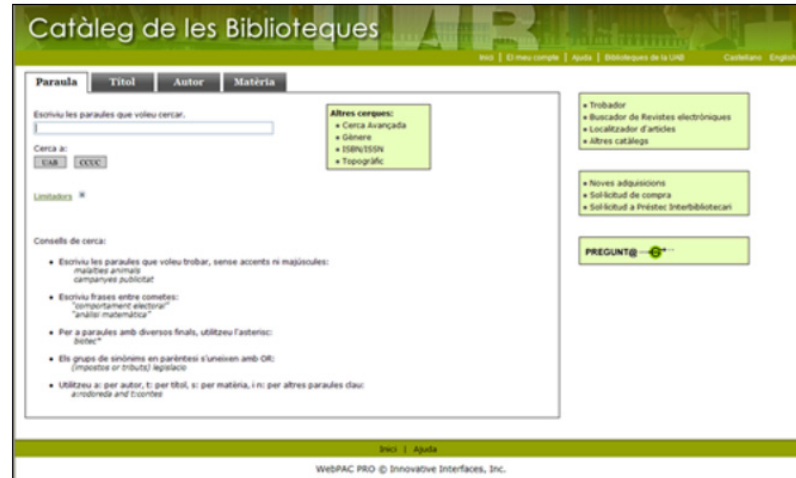 Catàleg de les Biblioteques
Inici | El meu compte | Ajuda | Biblioteques de la UAB Castellano English
Paraula Títol Autor Matèria
Escriviu les paraules que voleu cercar.
Cerca a:
UAB CCUC
Limitadors
Altres cerques:
Cerca Avançada
Gènere
ISBN/ISSN
Topogràfic
Consells de cerca:
Escriviu les paraules que voleu trobar, sense accents ni majúscules:
malalties animals
campanyes publicitat
Escriviu frases entre cometes:
"comportament electoral"
"anàlisi matemàtica"
Per a paraules amb diversos finals, utilitzeu l'asterisc:
biotec*
Els grups de sinònims en parèntesi s'uneixen amb OR:
(impostos or tributs) legislacio
Utilitzeu a: per autor, t: per títol, s: per matèria, i n: per altres paraules clau:
a:rodoreda and t:contes
Trobador
Buscador de Revistes electròniques
Localitzador d'articles
Altres catàlegs
Noves adquisicions
Sol·licitud de compra
Sol·licitud a Préstec Interbibliotecari
PREGUNT@
Inici | Ajuda
WebPAC PRO © Innovative Interfaces, Inc.